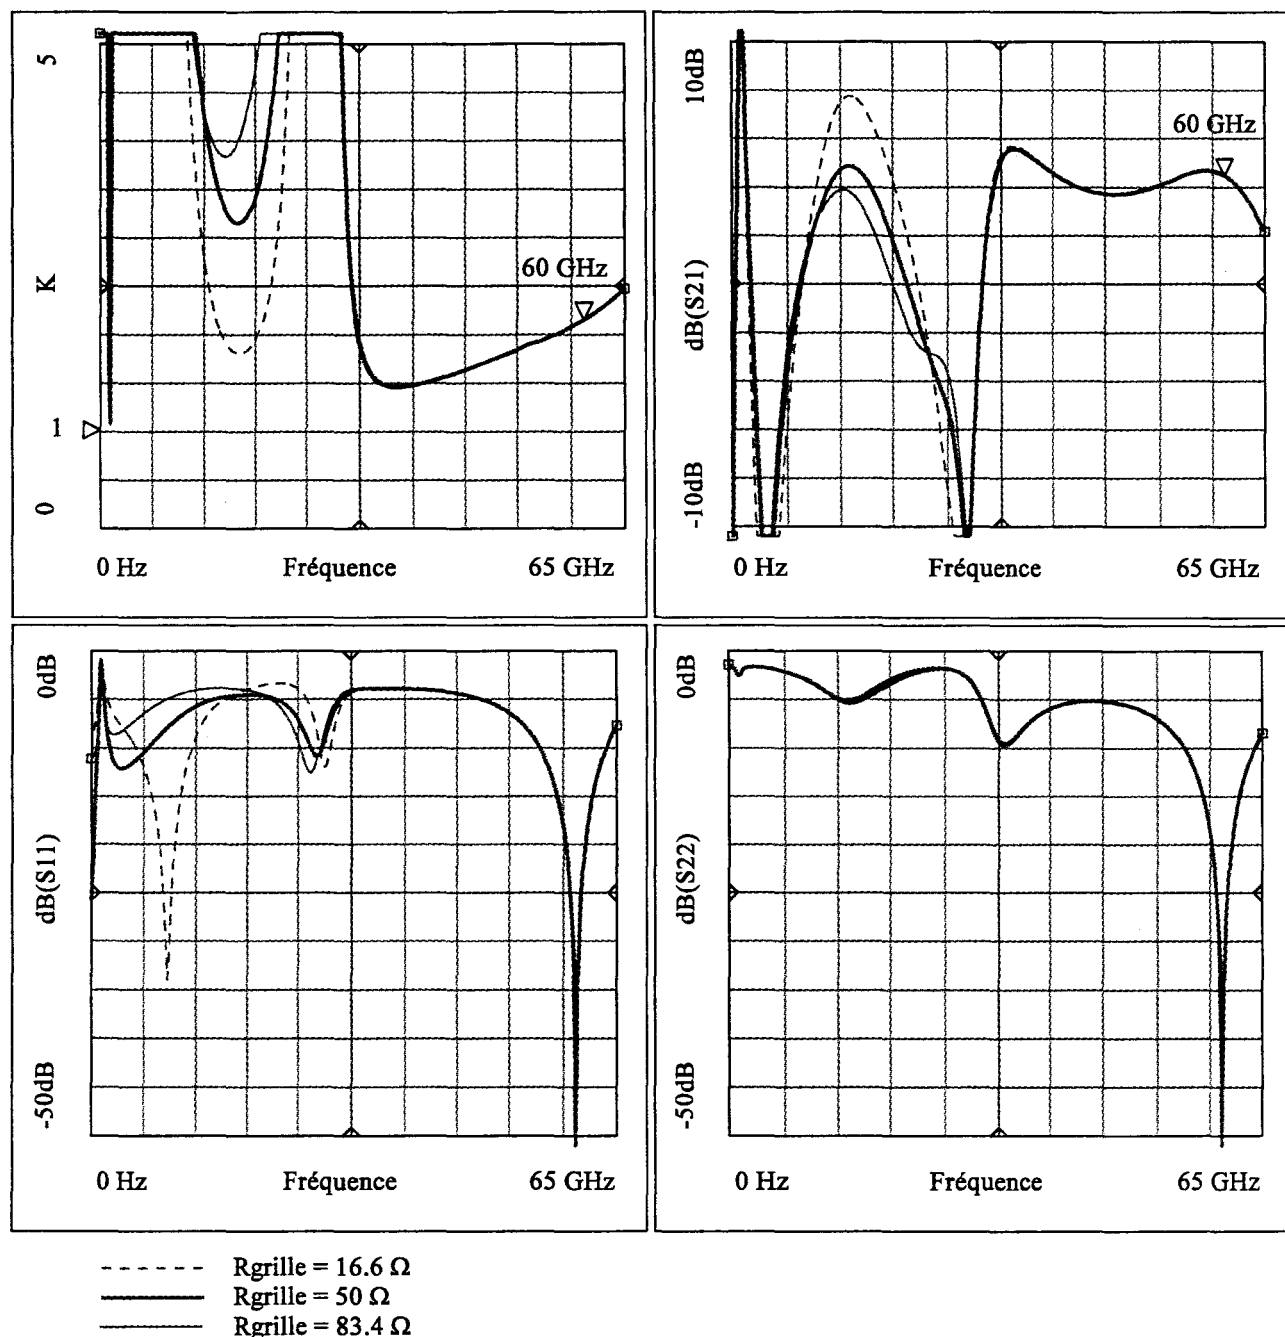 5
K
1
0
60 GHz
0 Hz Fréquence 65 GHz
10dB
dB(S21)
-10dB
60 GHz
0 Hz Fréquence 65 GHz
0dB
dB(S11)
-50dB
0 Hz Fréquence 65 GHz
0dB
dB(S22)
-50dB
0 Hz Fréquence 65 GHz
Rgrille = 16.6 Ω
Rgrille = 50 Ω
Rgrille = 83.4 Ω